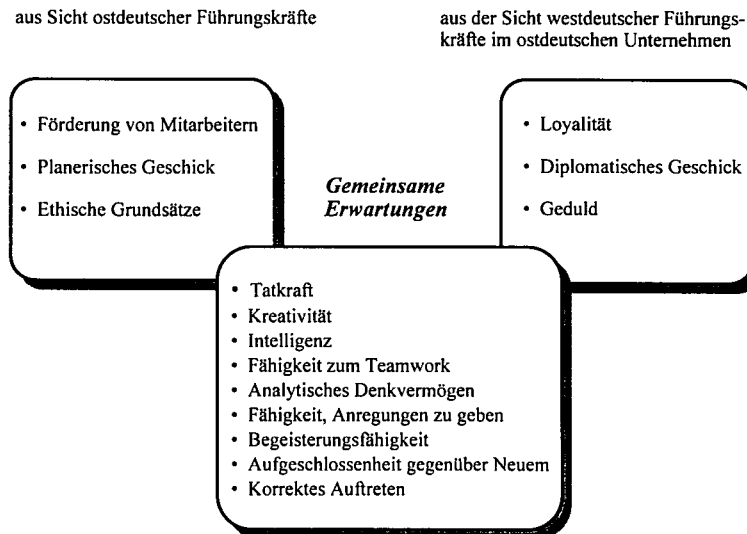 aus Sicht ostdeutscher Führungskräfte
aus der Sicht westdeutscher Führungs-
kräfte im ostdeutschen Unternehmen
• Förderung von Mitarbeitern
• Planerisches Geschick
• Ethische Grundsätze
Gemeinsame
Erwartungen
• Loyalität
• Diplomatisches Geschick
• Geduld
• Tatkraft
• Kreativität
• Intelligenz
• Fähigkeit zum Teamwork
• Analytisches Denkvermögen
• Fähigkeit, Anregungen zu geben
• Begeisterungsfähigkeit
• Aufgeschlossenheit gegenüber Neuem
• Korrektes Auftreten